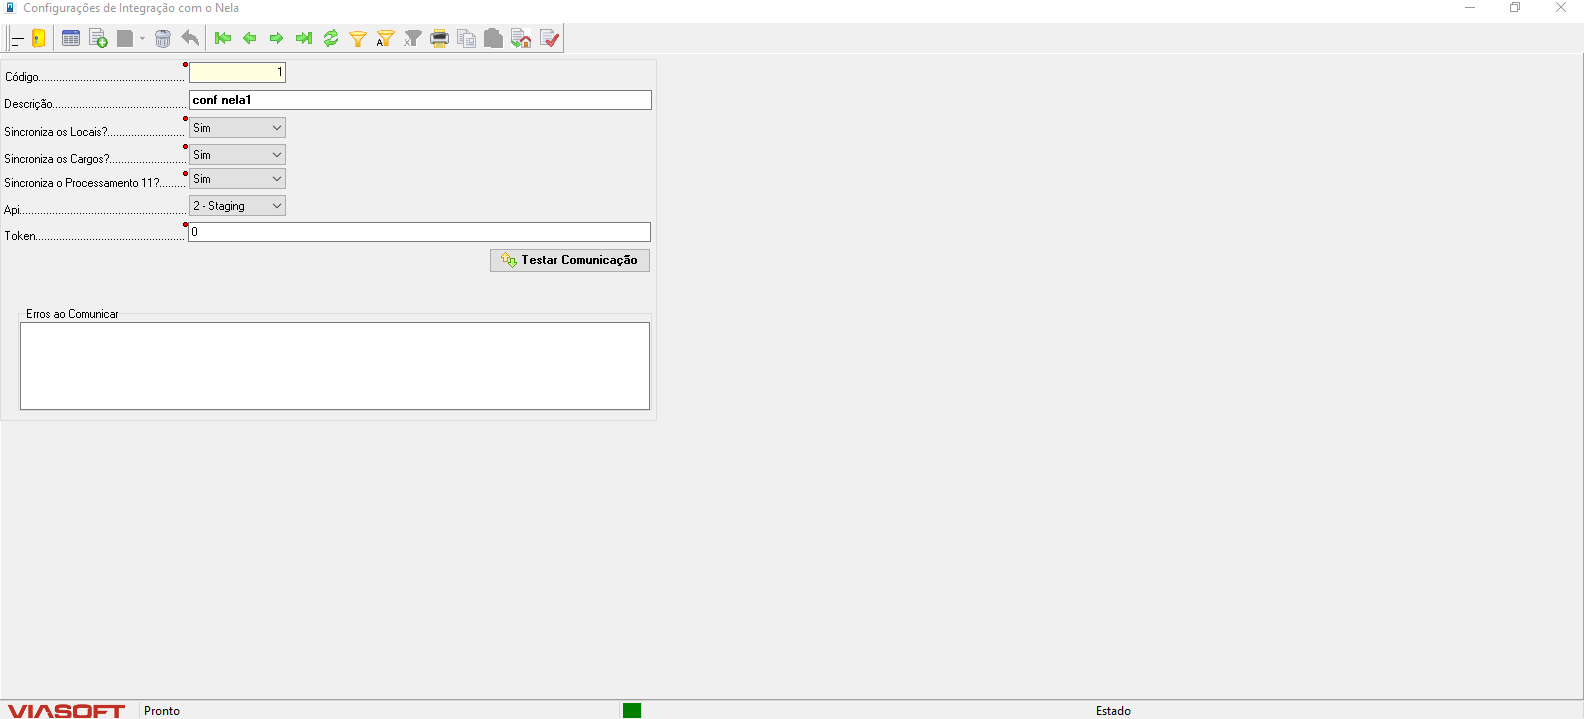 Configurações de Integração com o Nela
Código
1
Descrição
conf nela1
Sincroniza os Locais?
Sim
Sincroniza os Cargos?
Sim
Sincroniza o Processamento 11?
Sim
Api
2 - Staging
Token
0
Testar Comunicação
Erros ao Comunicar
VIASOFT
Pronto
Estado